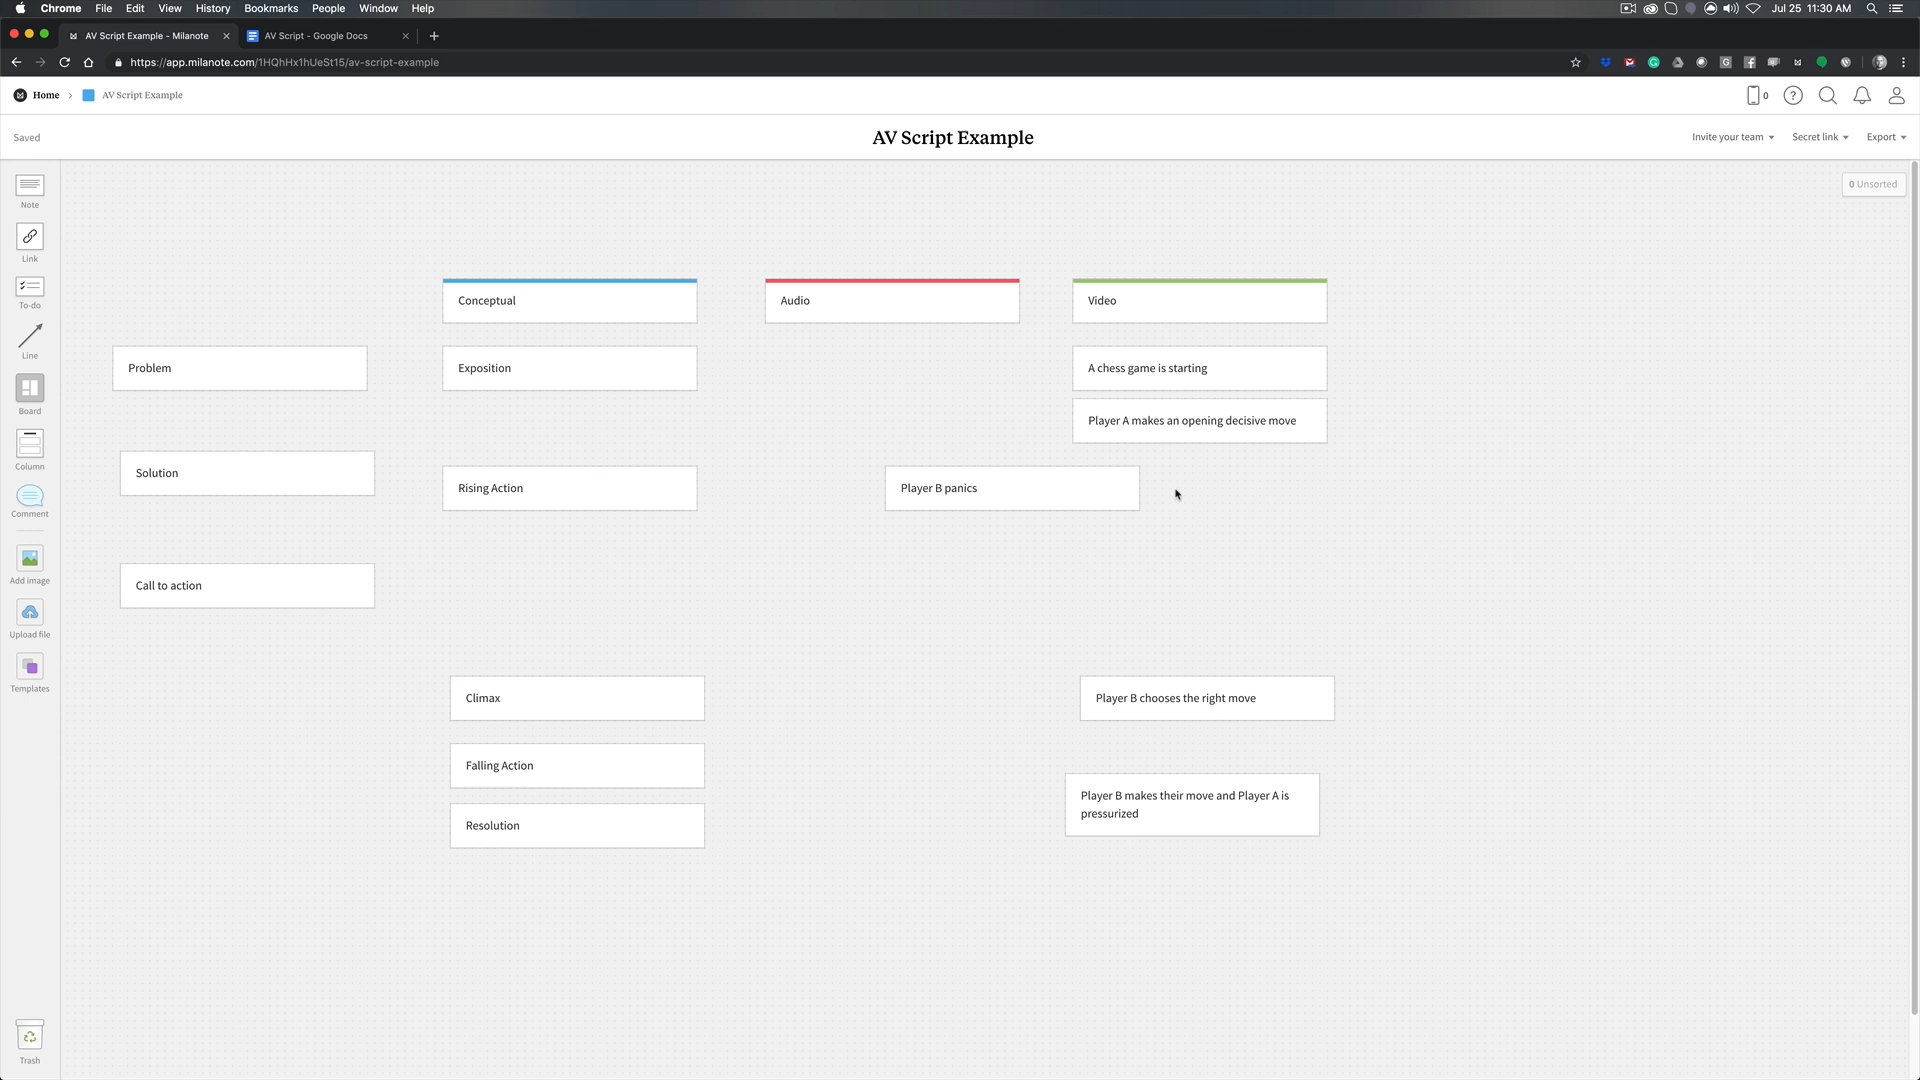 Chrome File Edit View History Bookmarks People Window Help
Jul 25 11:30 AM
AV Script Example - Milanote
AV Script - Google Docs
https://app.milanote.com/1HQhHx1hUeSt15/av-script-example
Home
AV Script Example
0
Saved
AV Script Example
Invite your team
Secret link
Export
0 Unsorted
Note
Link
To-do
Line
Board
Column
Comment
Add image
Upload file
Templates
Trash
Conceptual
Audio
Video
Problem
Exposition
A chess game is starting
Player A makes an opening decisive move
Solution
Rising Action
Player B panics
Call to action
Climax
Player B chooses the right move
Falling Action
Player B makes their move and Player A is
pressurized
Resolution